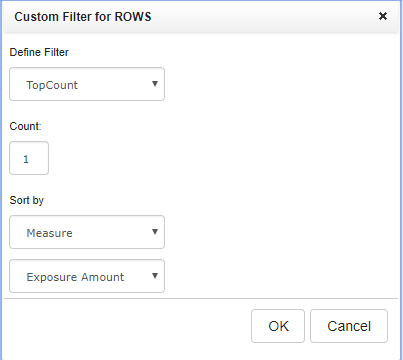 Custom Filter for ROWS ×
Define Filter
TopCount
Count:
1
Sort by
Measure
Exposure Amount
OK Cancel